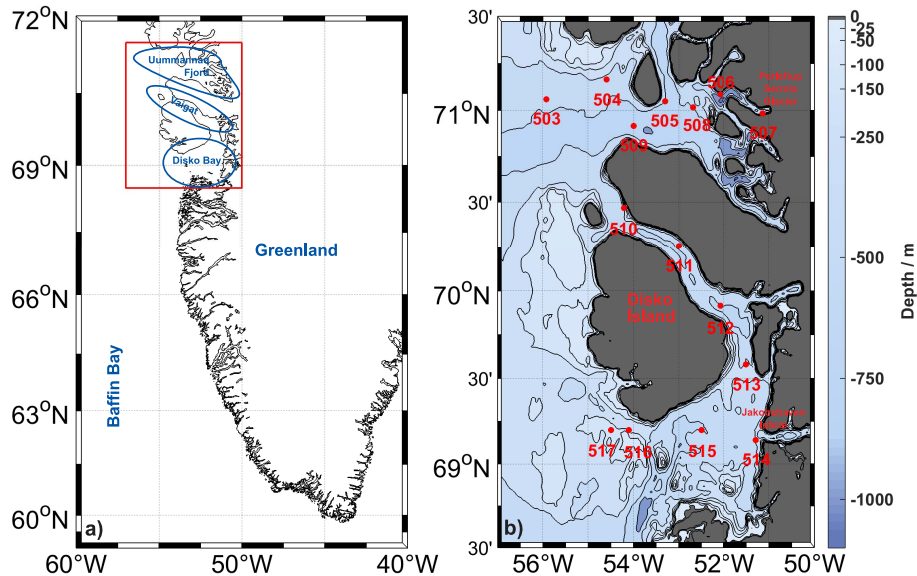 72°N
Uummannaq
Fjord
Vaigat
69°N
Disko Bay
Greenland
66°N
Baffin Bay
63°N
60°N
a)
60°W
50°W
40°W
30'
71°N
30'
70°N
30'
69°N
30'
503
504
505
506
507
508
509
510
511
512
513
514
515
516
517
Disko
Island
Glacier
b)
56°W
54°W
52°W
50°W
0
-25
-50
-100
-150
-250
-500
-750
-1000
Depth / m